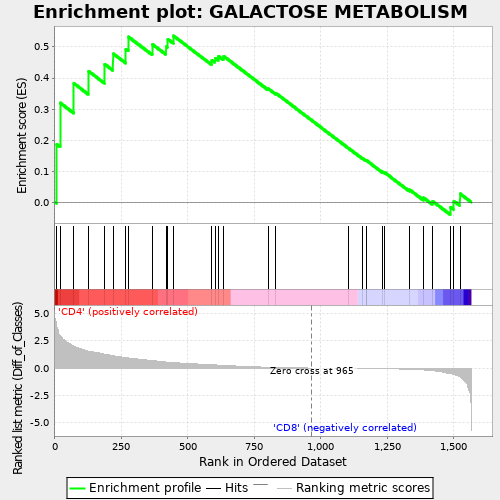 Enrichment plot: GALACTOSE METABOLISM
Enrichment score (ES)
0.5
0.4
0.3
0.2
0.1
0.0
Ranked list metric (Diff_of_Classes)
'CD4' (positively correlated)
5.0
2.5
0.0
-2.5
-5.0
Zero cross at 965
'CD8' (negatively correlated)
0 250 500 750 1,000 1,250 1,500
Rank in Ordered Dataset
Enrichment profile Hits Ranking metric scores